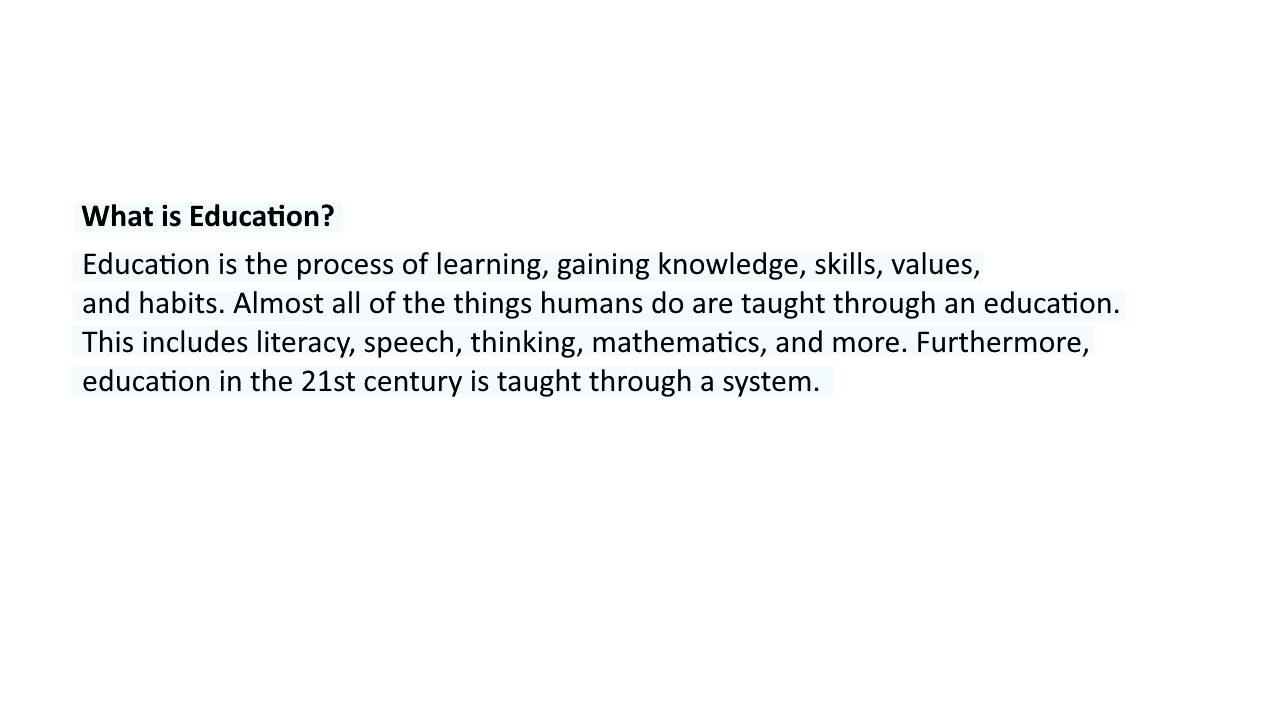 What is Education?
Education is the process of learning, gaining knowledge, skills, values,
and habits. Almost all of the things humans do are taught through an education.
This includes literacy, speech, thinking, mathematics, and more. Furthermore,
education in the 21st century is taught through a system.